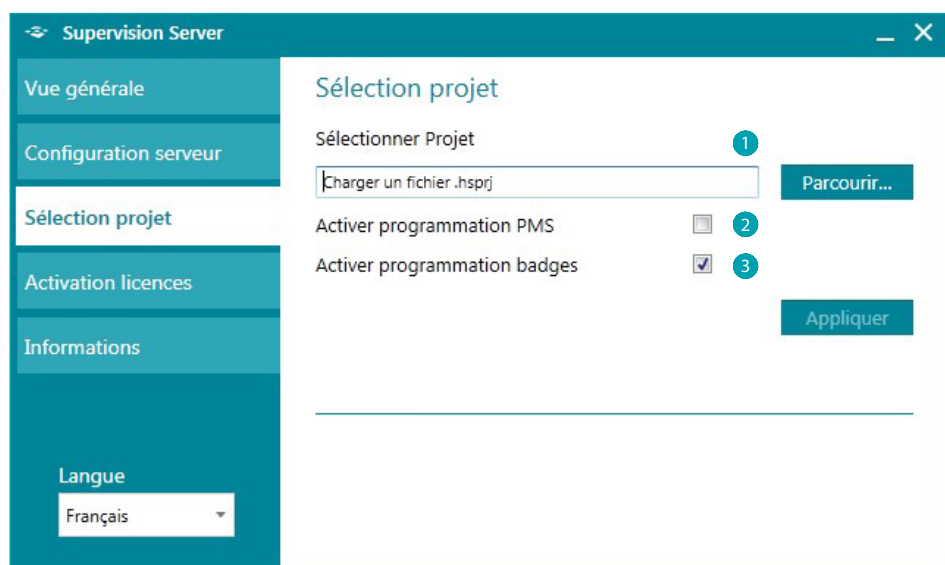 Supervision Server
Vue générale
Configuration serveur
Sélection projet
Activation licences
Informations
Langue
Français
Sélection projet
Sélectionner Projet
1
Charger un fichier .hsprj
Parcourir...
Activer programmation PMS
2
Activer programmation badges
3
Appliquer